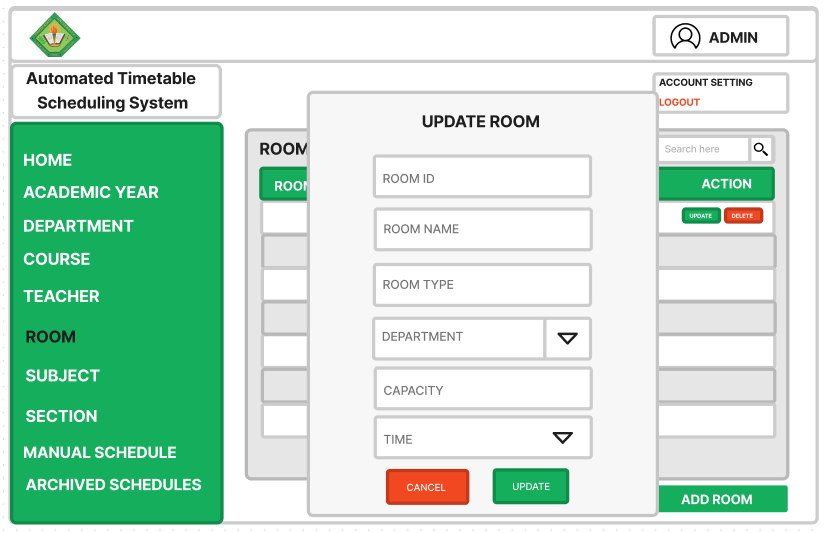 ADMIN
Automated Timetable
Scheduling System
ACCOUNT SETTING
LOGOUT
HOME
ACADEMIC YEAR
DEPARTMENT
COURSE
TEACHER
ROOM
SUBJECT
SECTION
MANUAL SCHEDULE
ARCHIVED SCHEDULES
ROOM
Search here
ROOM
ACTION
UPDATE DELETE
UPDATE ROOM
ROOM ID
ROOM NAME
ROOM TYPE
DEPARTMENT
CAPACITY
TIME
CANCEL UPDATE
ADD ROOM